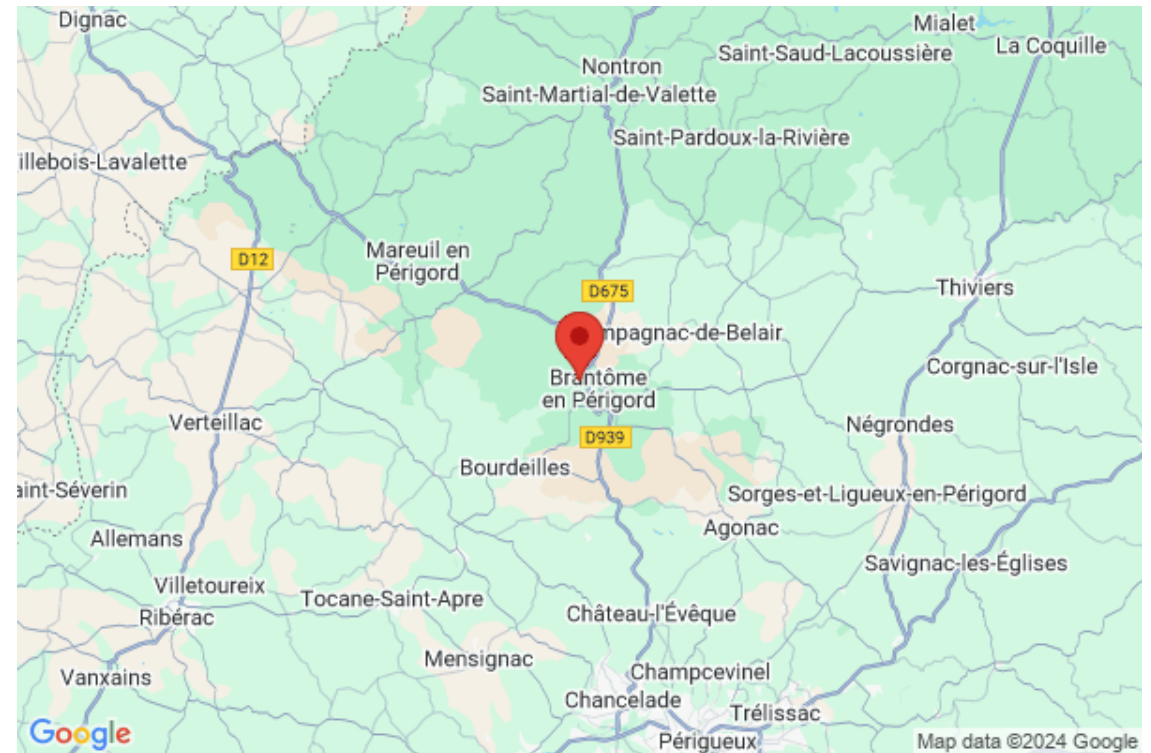 Dignac
Mialet
Saint-Saud-Lacoussière
La Coquille
Nontron
Saint-Martial-de-Valette
Saint-Pardoux-la-Rivière
illebois-Lavalette
Mareuil en
Périgord
D12
D675
Thiviers
mpagnac-de-Belair
Corgnac-sur-l'Isle
Brantôme
en Périgord
Verteillac
Négrondes
D939
Bourdeilles
aint-Séverin
Sorges-et-Ligueux-en-Périgord
Agonac
Allemans
Savignac-les-Églises
Villetoureix
Tocane-Saint-Apre
Ribérac
Château-l'Évêque
Mensignac
Champcevinel
Vanxains
Chancelade
Trélissac
Périgueux
Google
Map data ©2024 Google